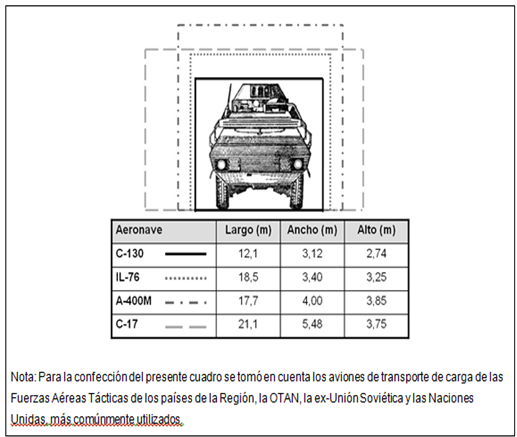 Aeronave Largo (m) Ancho (m) Alto (m)
C-130 12,1 3,12 2,74
IL-76 18,5 3,40 3,25
A-400M 17,7 4,00 3,85
C-17 21,1 5,48 3,75
Nota: Para la confección del presente cuadro se tomó en cuenta los aviones de transporte de carga de las
Fuerzas Aéreas Tácticas de los países de la Región, la OTAN, la ex-Unión Soviética y las Naciones
Unidas, más comúnmente utilizados.